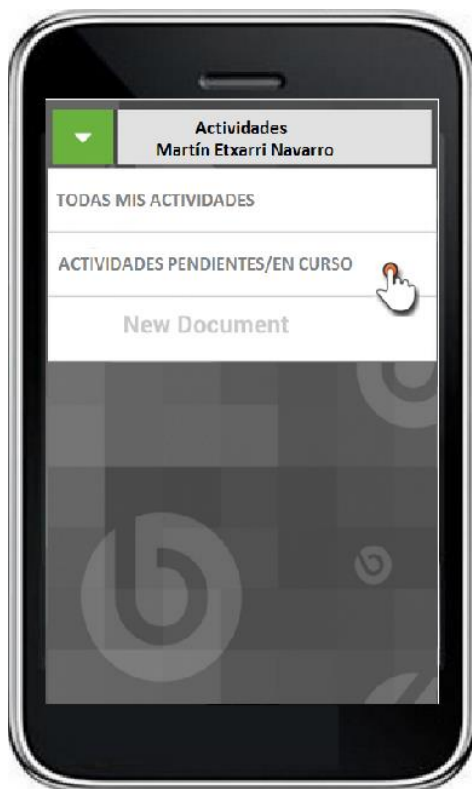 Actividades
Martín Etxarri Navarro
TODAS MIS ACTIVIDADES
ACTIVIDADES PENDIENTES/EN CURSO
New Document